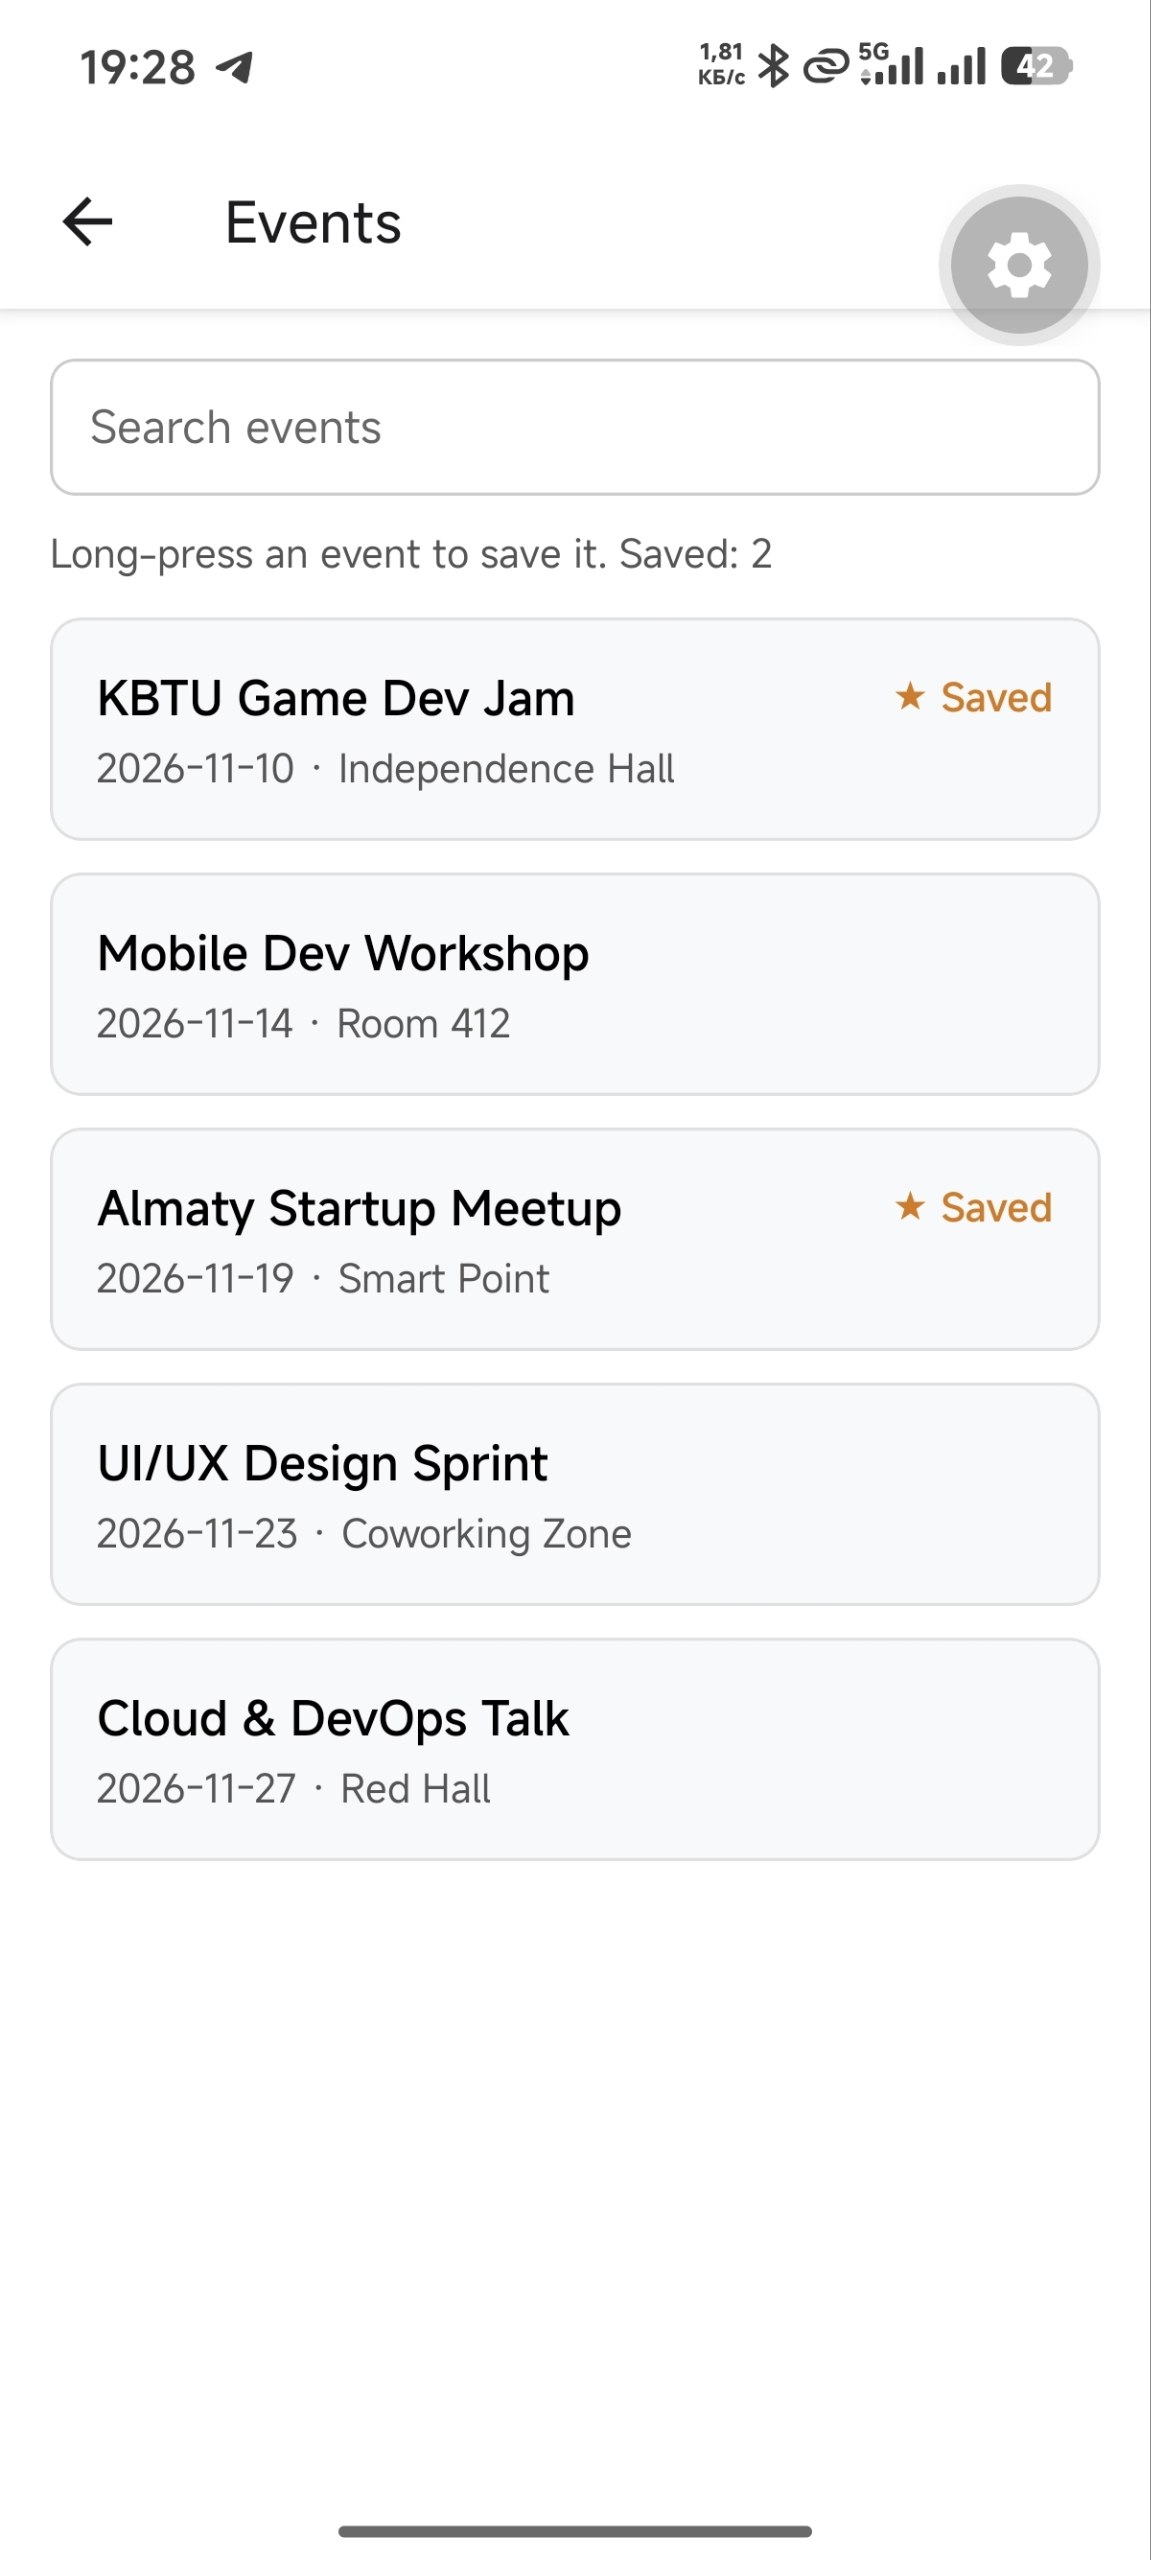 19:28
1,81
КБ/с
5G
42
Events
Search events
Long-press an event to save it. Saved: 2
KBTU Game Dev Jam
★ Saved
2026-11-10 · Independence Hall
Mobile Dev Workshop
2026-11-14 · Room 412
Almaty Startup Meetup
★ Saved
2026-11-19 · Smart Point
UI/UX Design Sprint
2026-11-23 · Coworking Zone
Cloud & DevOps Talk
2026-11-27 · Red Hall